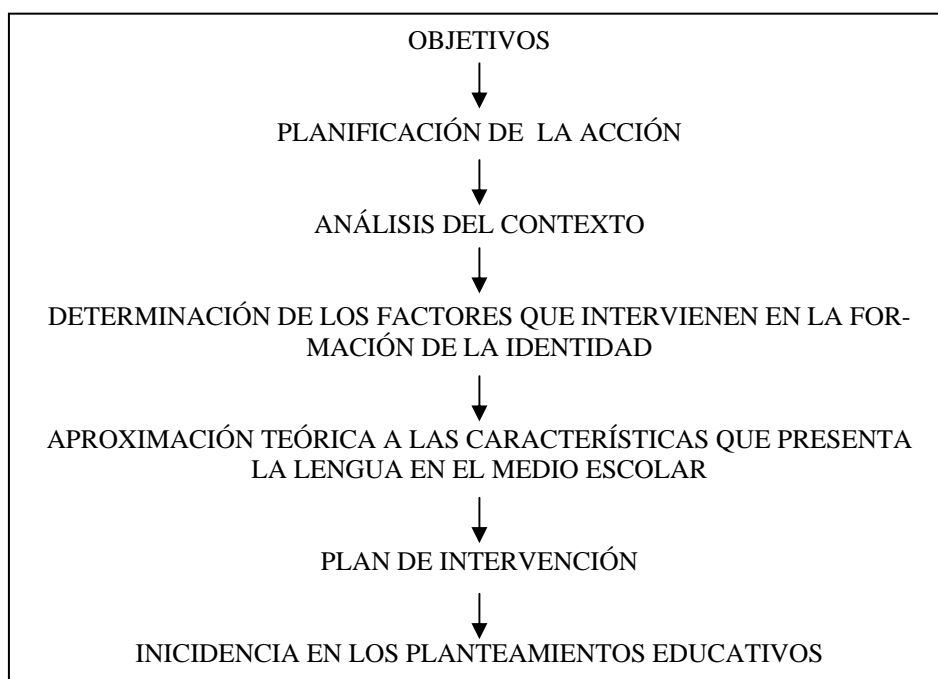 OBJETIVOS
PLANIFICACIÓN DE LA ACCIÓN
ANÁLISIS DEL CONTEXTO
DETERMINACIÓN DE LOS FACTORES QUE INTERVIENEN EN LA FOR-
MACIÓN DE LA IDENTIDAD
APROXIMACIÓN TEÓRICA A LAS CARACTERÍSTICAS QUE PRESENTA
LA LENGUA EN EL MEDIO ESCOLAR
PLAN DE INTERVENCIÓN
INICIDENCIA EN LOS PLANTEAMIENTOS EDUCATIVOS